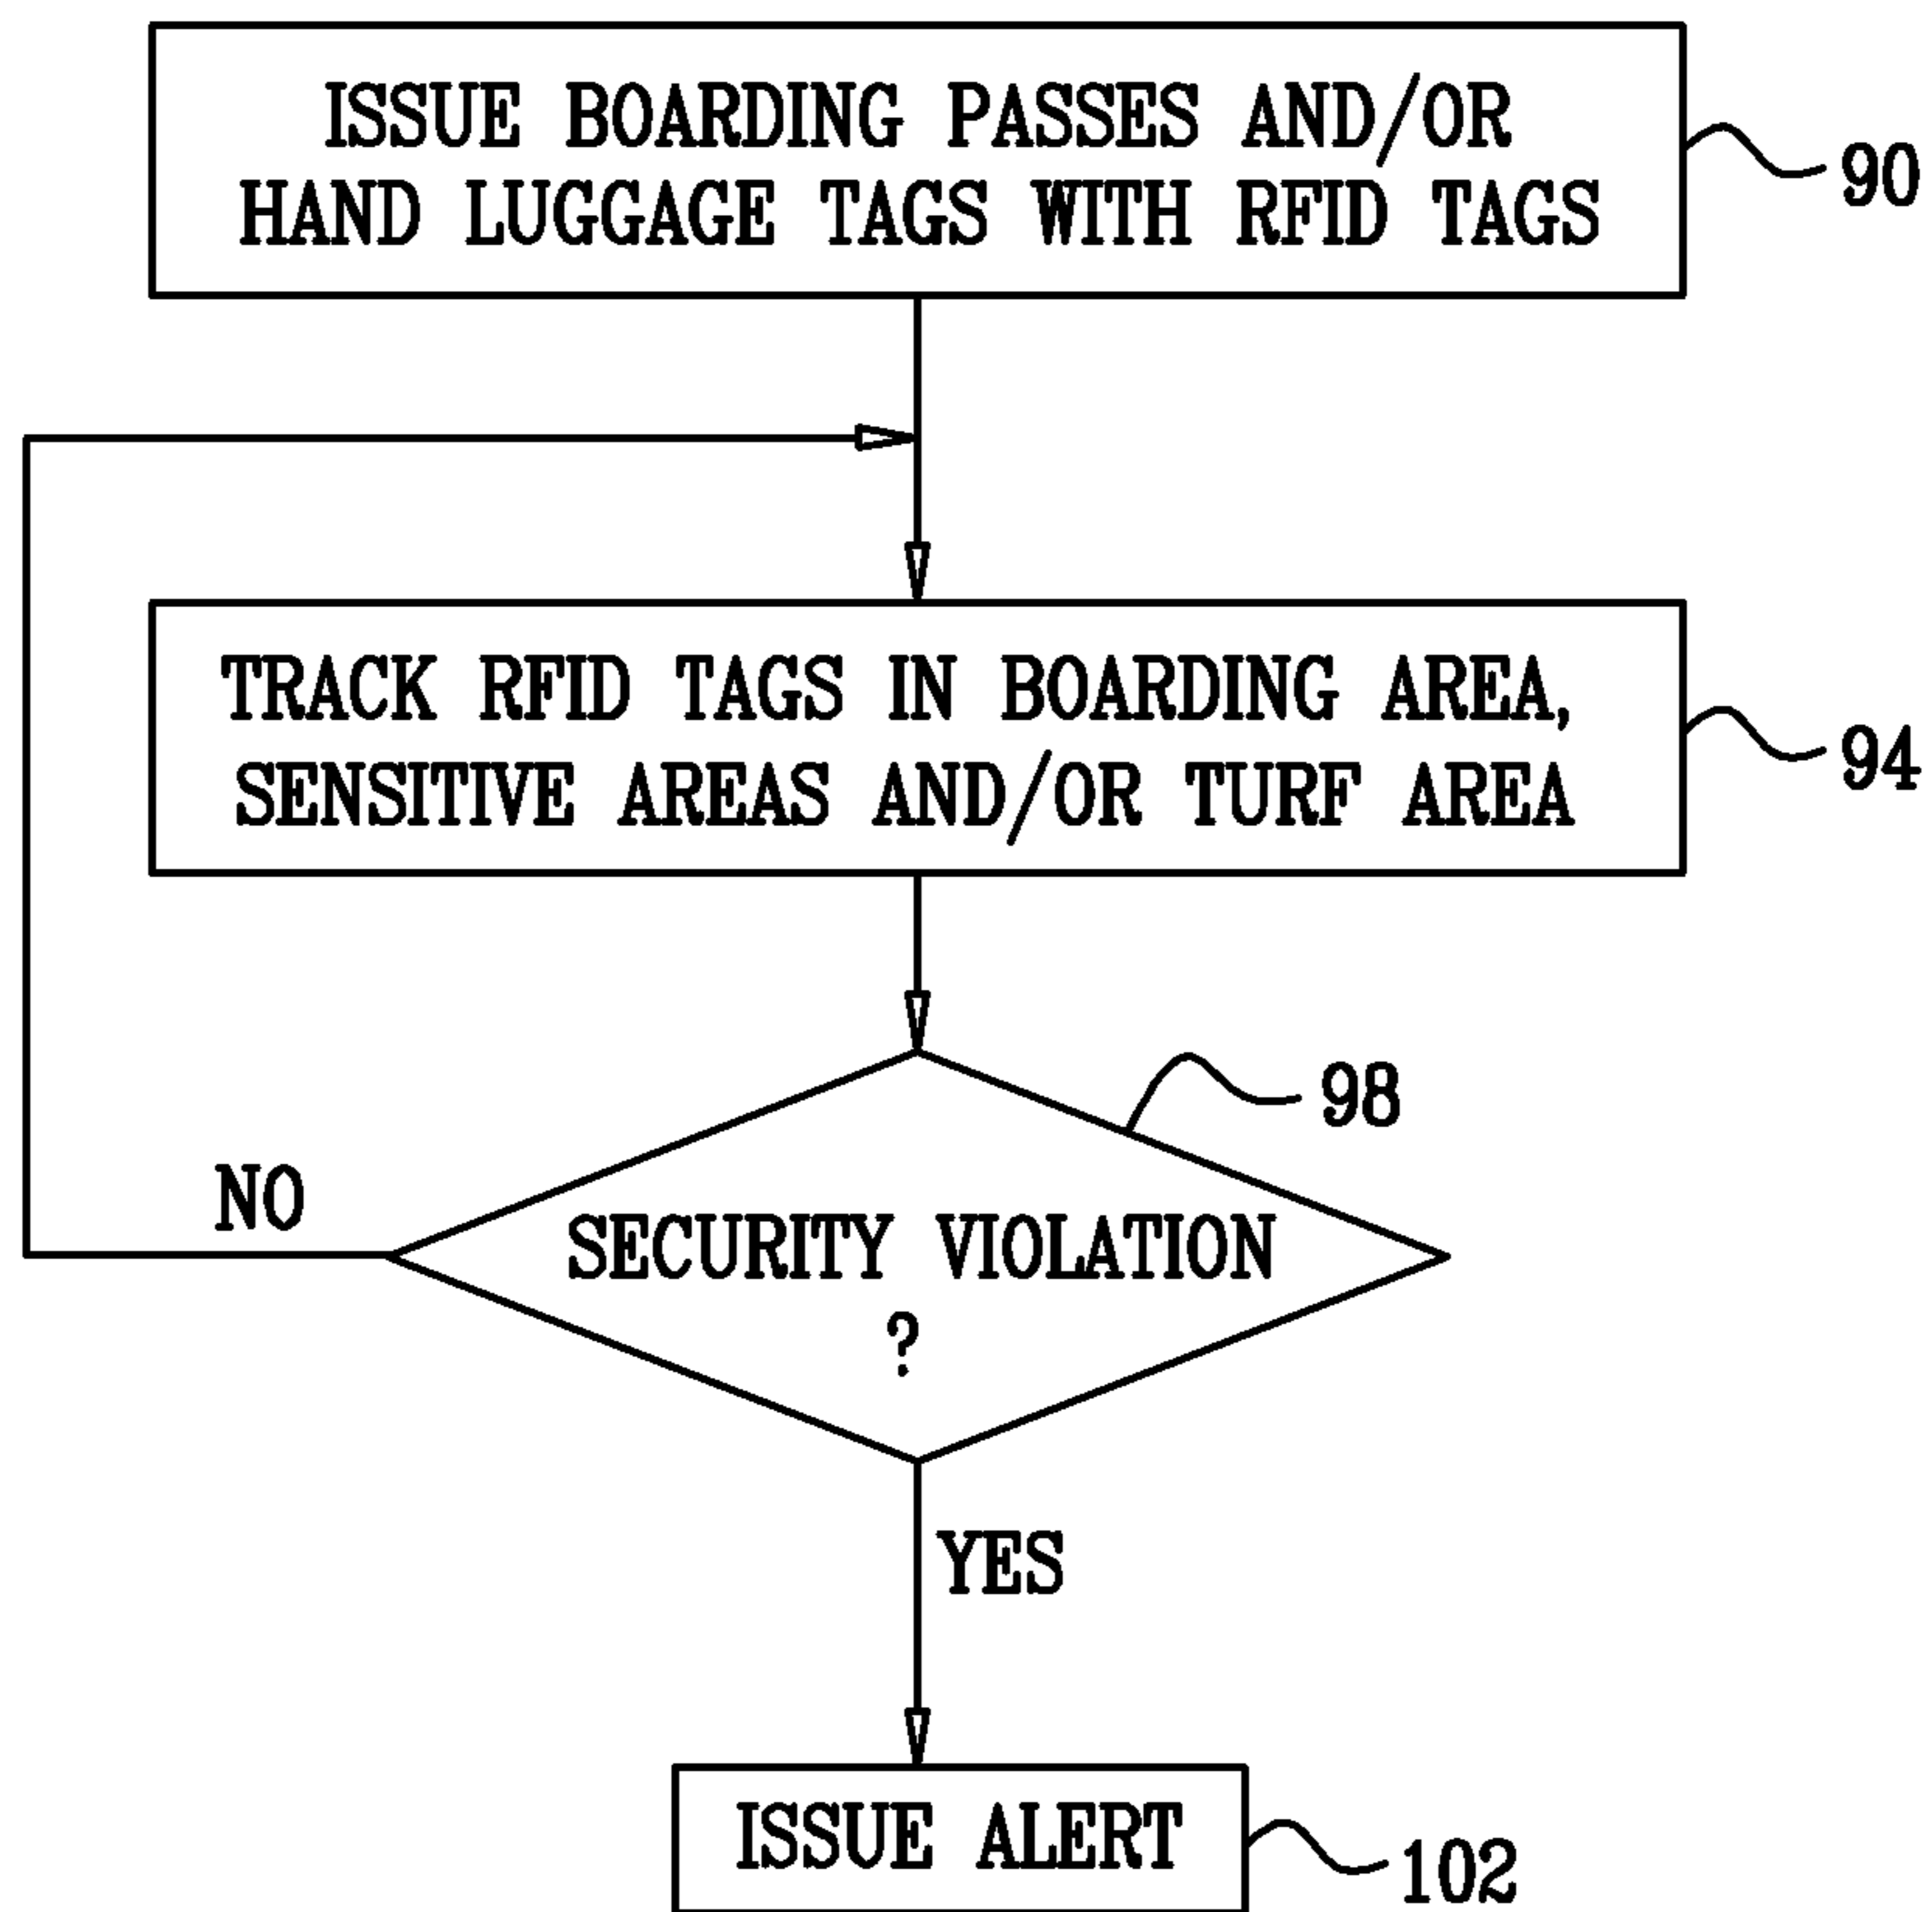 ISSUE BOARDING PASSES AND/OR
HAND LUGGAGE TAGS WITH RFID TAGS
90
TRACK RFID TAGS IN BOARDING AREA,
SENSITIVE AREAS AND/OR TURF AREA
94
98
NO
SECURITY VIOLATION
?
YES
ISSUE ALERT
102